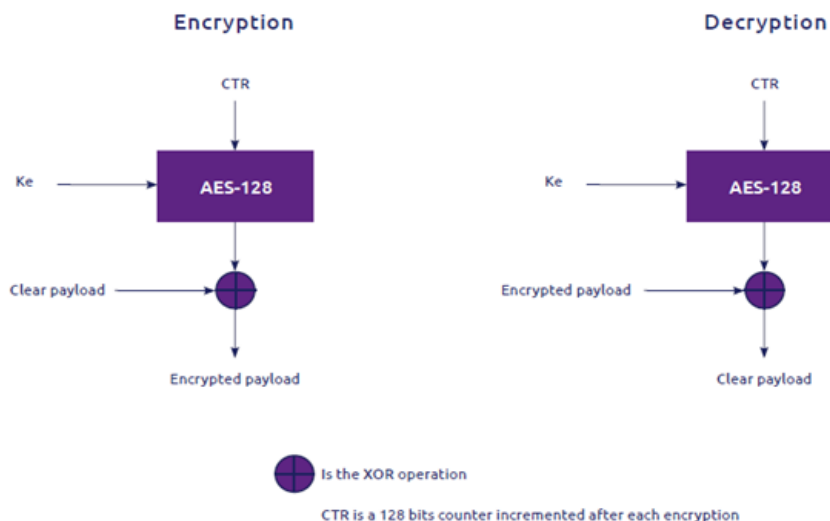 Encryption
Decryption
CTR
CTR
Ke
AES-128
Ke
AES-128
Clear payload
Encrypted payload
Encrypted payload
Clear payload
Is the XOR operation
CTR is a 128 bits counter incremented after each encryption